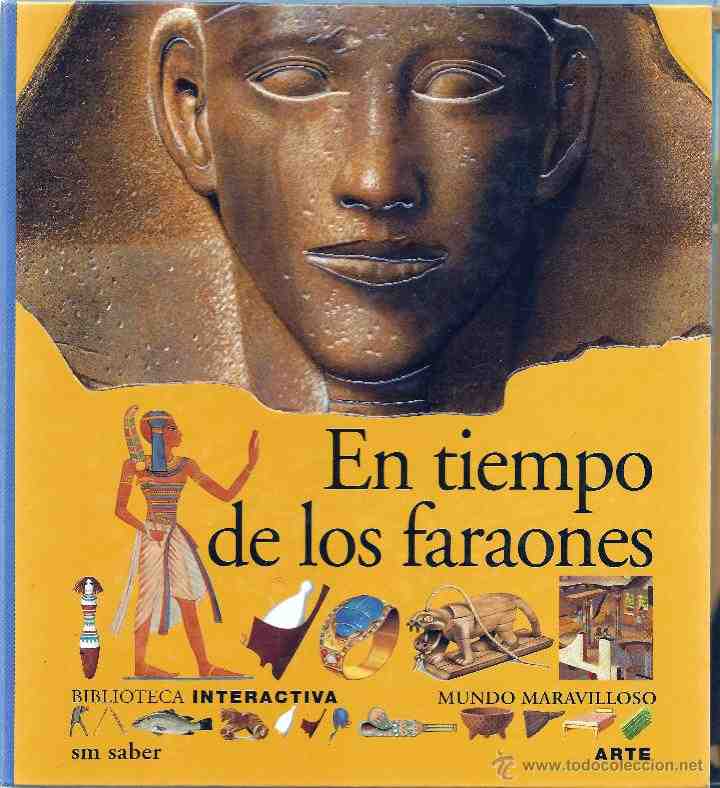 En tiempo
de los faraones
BIBLIOTECA INTERACTIVA MUNDO MARAVILLOSO
sm saber ARTE
© www.todocoleccion.net